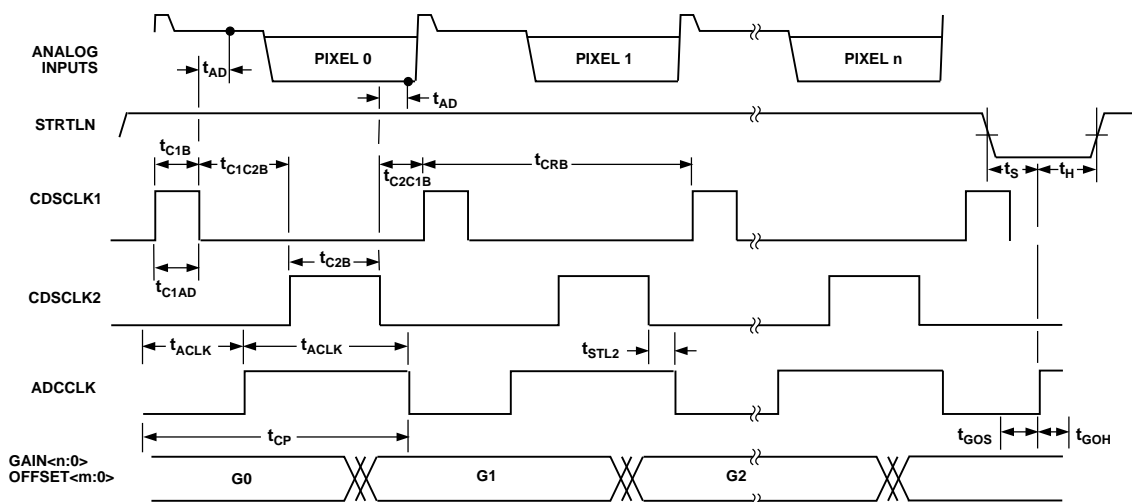 ANALOG
INPUTS
PIXEL 0
PIXEL 1
PIXEL n
tAD
tAD
STRTLN
tC1B
tC1C2B
tC2C1B
tCRB
tS
tH
CDSCLK1
tC1AD
tC2B
CDSCLK2
tACLK
tACLK
tSTL2
ADCCLK
tCP
tGOS
tGOH
GAIN<n:0>
OFFSET<m:0>
G0
G1
G2